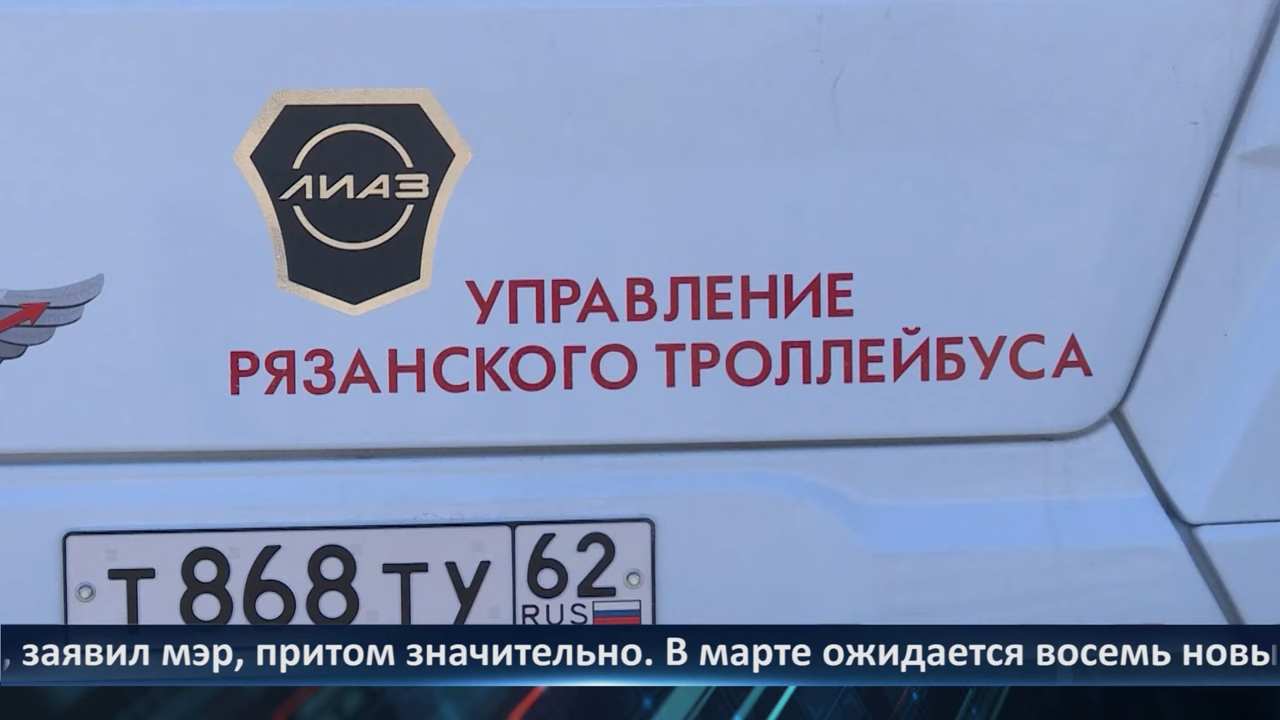 ЛИАЗ
УПРАВЛЕНИЕ
РЯЗАНСКОГО ТРОЛЛЕЙБУСА
Т 868 ТУ 62
RUS
, заявил мэр, притом значительно. В марте ожидается восемь новы